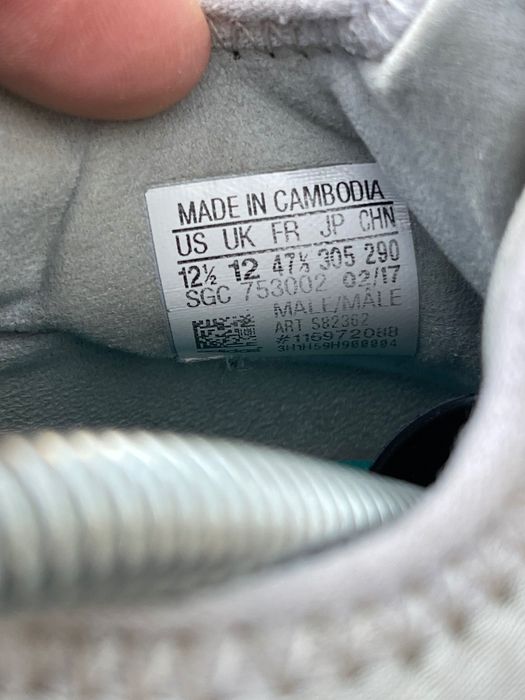 MADE IN CAMBODIA
US UK FR JP CHN
12½ 12 47⅓ 305 290
SGC 753002 02/17
MALE/MÂLE
ART S82362
#116972088
3H1H59H900004